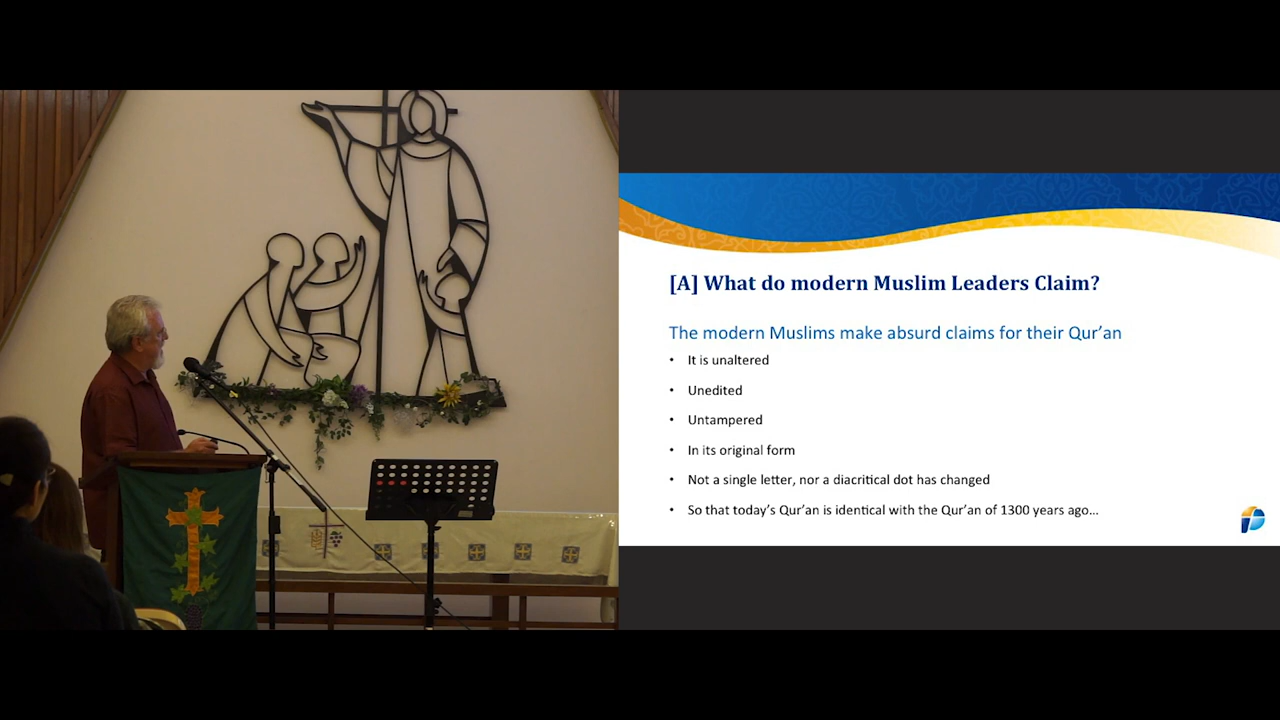 [A] What do modern Muslim Leaders Claim?
The modern Muslims make absurd claims for their Qur’an
• It is unaltered
• Unedited
• Untampered
• In its original form
• Not a single letter, nor a diacritical dot has changed
• So that today’s Qur’an is identical with the Qur’an of 1300 years ago…